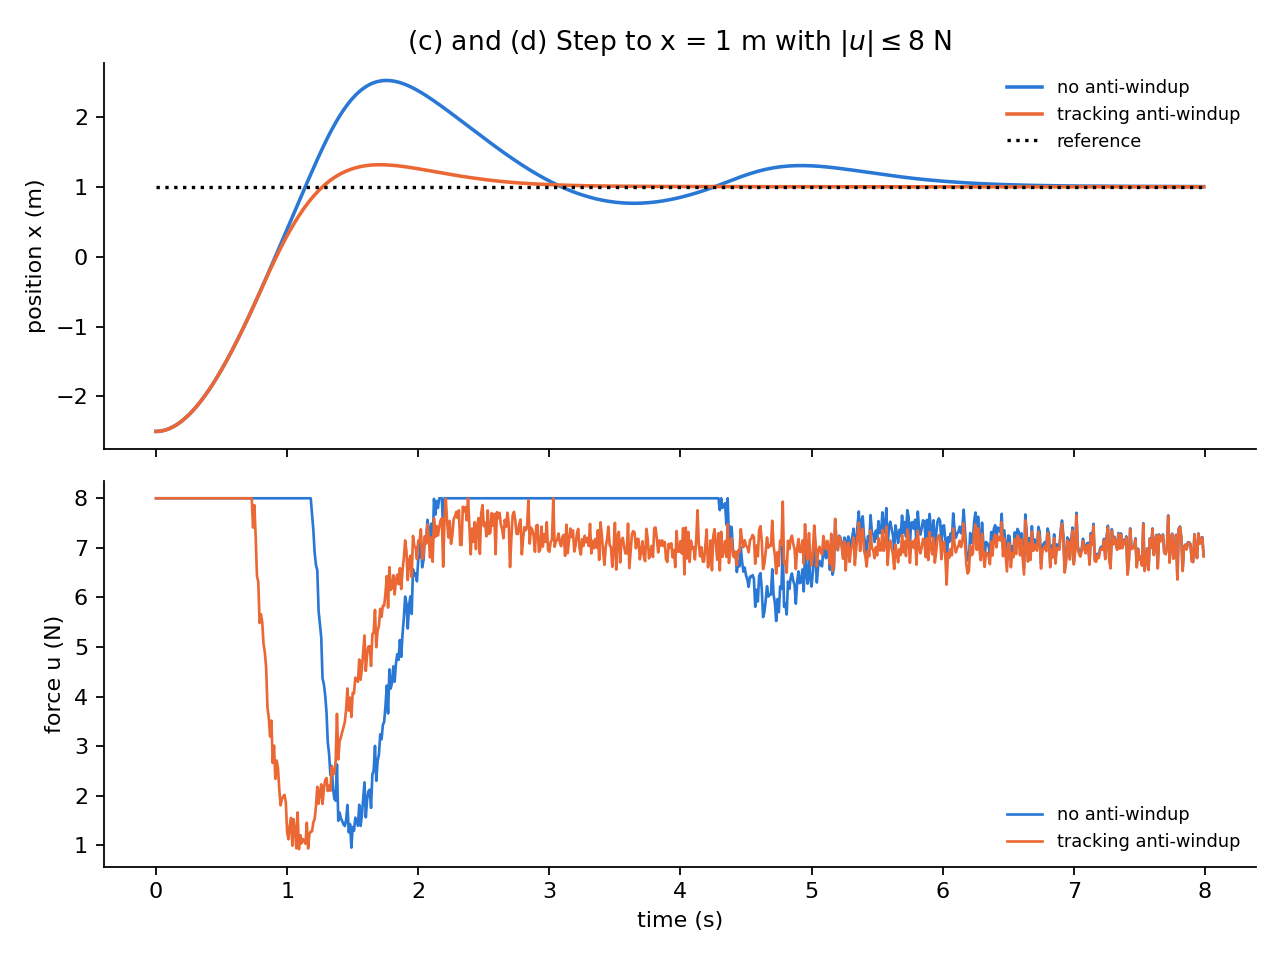 (c) and (d) Step to x = 1 m with |u| ≤ 8 N
no anti-windup
tracking anti-windup
reference
2
1
0
−1
−2
position x (m)
8
7
6
5
4
3
2
1
force u (N)
no anti-windup
tracking anti-windup
0 1 2 3 4 5 6 7 8
time (s)